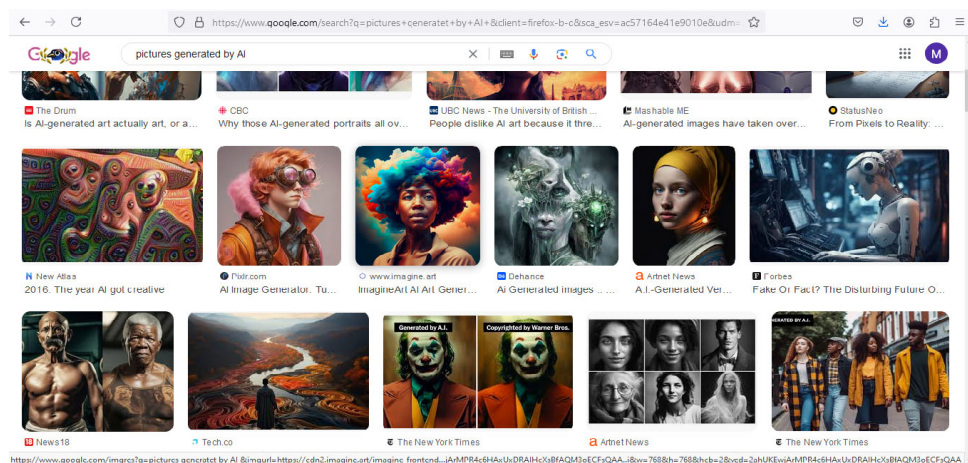 https://www.google.com/search?q=pictures+ceneratet+by+AI+&client=firefox-b-c&sca_esv=ac57164e41e9010e&udm=
Google
pictures generated by AI
M
The Drum
CBC
UBC News - The University of British ...
Mashable ME
StatusNeo
Is AI-generated art actually art, or a...
Why those AI-generated portraits all ov...
People dislike AI art because it thre...
AI-generated images have taken over...
From Pixels to Reality: ...
New Atlas
Pixlr.com
www.imagine.art
Dehance
Artnet News
Forbes
2016. The year AI got creative
AI Image Generator. Tu...
ImagineArt AI Art Gener...
Ai Generated images .. ...
A.I.-Generated Ver...
Fake Or Fact? The Disturbing Future O...
Generated by A.I.
Copyrighted by Warner Bros.
GENERATED BY A.I.
News18
Tech.co
The New York Times
Artnet News
The New York Times